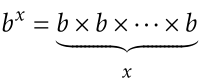 b^x = b × b × ⋯ × b
x